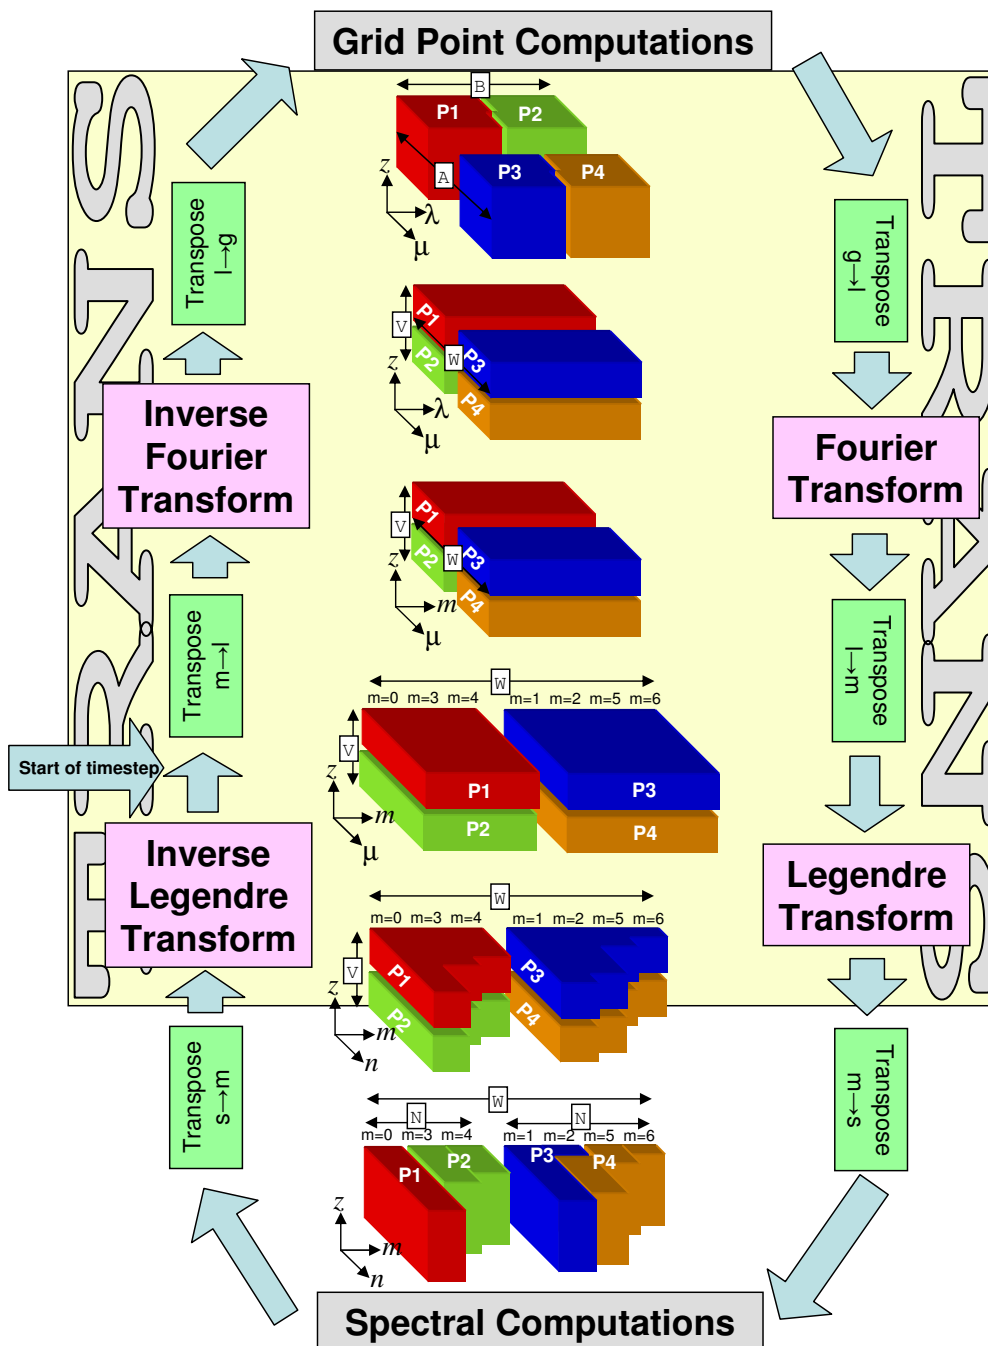 Grid Point Computations
B
P1 P2
A
P3 P4
z
λ
μ
Transpose
l→g
Transpose
g→l
V
P1
W
P3
P2
P4
z
λ
μ
Inverse
Fourier
Transform
Fourier
Transform
V
P1
W
P3
P2
P4
z
m
μ
Transpose
m→l
Transpose
l→m
W
m=0 m=3 m=4 m=1 m=2 m=5 m=6
V
z
P1 P3
m
P2 P4
μ
Start of timestep
Inverse
Legendre
Transform
Legendre
Transform
W
m=0 m=3 m=4 m=1 m=2 m=5 m=6
V
P1 P3
z
P2 P4
m
n
Transpose
s→m
Transpose
m→s
W
N N
m=0 m=3 m=4 m=1 m=2 m=5 m=6
P1 P2 P3 P4
z
m
n
Spectral Computations
ETRANS
ETRANS